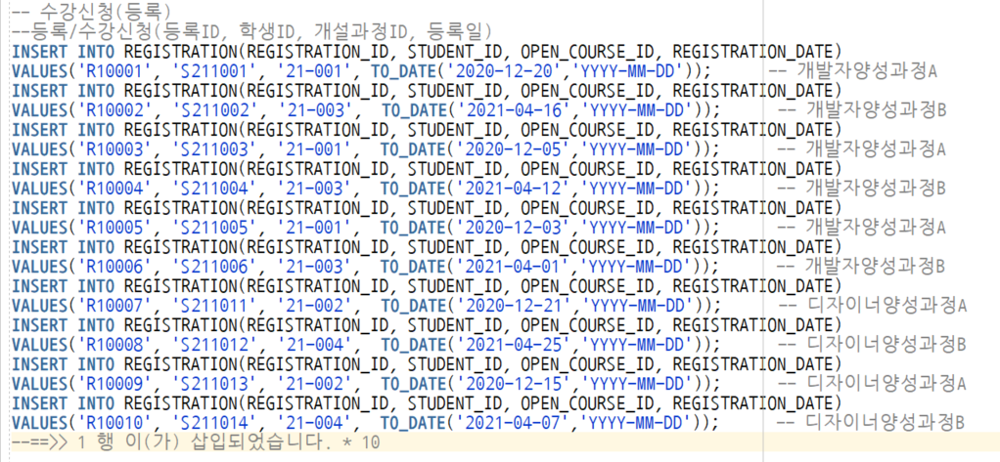 -- 수강신청(등록)
--등록/수강신청(등록ID, 학생ID, 개설과정ID, 등록일)
INSERT INTO REGISTRATION(REGISTRATION_ID, STUDENT_ID, OPEN_COURSE_ID, REGISTRATION_DATE)
VALUES('R10001', 'S211001', '21-001', TO_DATE('2020-12-20','YYYY-MM-DD')); -- 개발자양성과정A
INSERT INTO REGISTRATION(REGISTRATION_ID, STUDENT_ID, OPEN_COURSE_ID, REGISTRATION_DATE)
VALUES('R10002', 'S211002', '21-003', TO_DATE('2021-04-16','YYYY-MM-DD')); -- 개발자양성과정B
INSERT INTO REGISTRATION(REGISTRATION_ID, STUDENT_ID, OPEN_COURSE_ID, REGISTRATION_DATE)
VALUES('R10003', 'S211003', '21-001', TO_DATE('2020-12-05','YYYY-MM-DD')); -- 개발자양성과정A
INSERT INTO REGISTRATION(REGISTRATION_ID, STUDENT_ID, OPEN_COURSE_ID, REGISTRATION_DATE)
VALUES('R10004', 'S211004', '21-003', TO_DATE('2021-04-12','YYYY-MM-DD')); -- 개발자양성과정B
INSERT INTO REGISTRATION(REGISTRATION_ID, STUDENT_ID, OPEN_COURSE_ID, REGISTRATION_DATE)
VALUES('R10005', 'S211005', '21-001', TO_DATE('2020-12-03','YYYY-MM-DD')); -- 개발자양성과정A
INSERT INTO REGISTRATION(REGISTRATION_ID, STUDENT_ID, OPEN_COURSE_ID, REGISTRATION_DATE)
VALUES('R10006', 'S211006', '21-003', TO_DATE('2021-04-01','YYYY-MM-DD')); -- 개발자양성과정B
INSERT INTO REGISTRATION(REGISTRATION_ID, STUDENT_ID, OPEN_COURSE_ID, REGISTRATION_DATE)
VALUES('R10007', 'S211011', '21-002', TO_DATE('2020-12-21','YYYY-MM-DD')); -- 디자이너양성과정A
INSERT INTO REGISTRATION(REGISTRATION_ID, STUDENT_ID, OPEN_COURSE_ID, REGISTRATION_DATE)
VALUES('R10008', 'S211012', '21-004', TO_DATE('2021-04-25','YYYY-MM-DD')); -- 디자이너양성과정B
INSERT INTO REGISTRATION(REGISTRATION_ID, STUDENT_ID, OPEN_COURSE_ID, REGISTRATION_DATE)
VALUES('R10009', 'S211013', '21-002', TO_DATE('2020-12-15','YYYY-MM-DD')); -- 디자이너양성과정A
INSERT INTO REGISTRATION(REGISTRATION_ID, STUDENT_ID, OPEN_COURSE_ID, REGISTRATION_DATE)
VALUES('R10010', 'S211014', '21-004', TO_DATE('2021-04-07','YYYY-MM-DD')); -- 디자이너양성과정B
--==>> 1 행 이(가) 삽입되었습니다. * 10